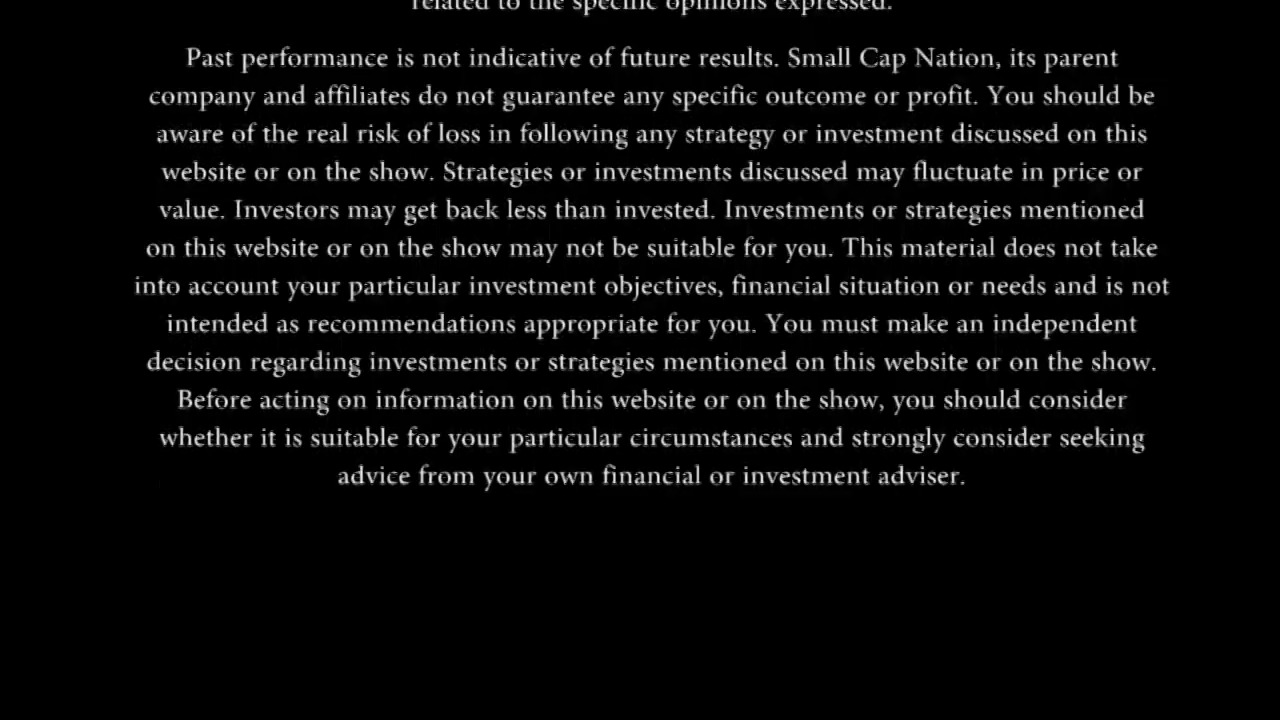 related to the specific opinions expressed.
Past performance is not indicative of future results. Small Cap Nation, its parent
company and affiliates do not guarantee any specific outcome or profit. You should be
aware of the real risk of loss in following any strategy or investment discussed on this
website or on the show. Strategies or investments discussed may fluctuate in price or
value. Investors may get back less than invested. Investments or strategies mentioned
on this website or on the show may not be suitable for you. This material does not take
into account your particular investment objectives, financial situation or needs and is not
intended as recommendations appropriate for you. You must make an independent
decision regarding investments or strategies mentioned on this website or on the show.
Before acting on information on this website or on the show, you should consider
whether it is suitable for your particular circumstances and strongly consider seeking
advice from your own financial or investment adviser.